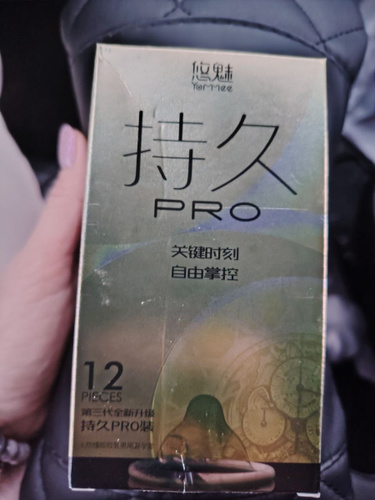 悠魅
Yormee
持久
PRO
关键时刻
自由掌控
12
PIECES
第三代全新升级
持久PRO装